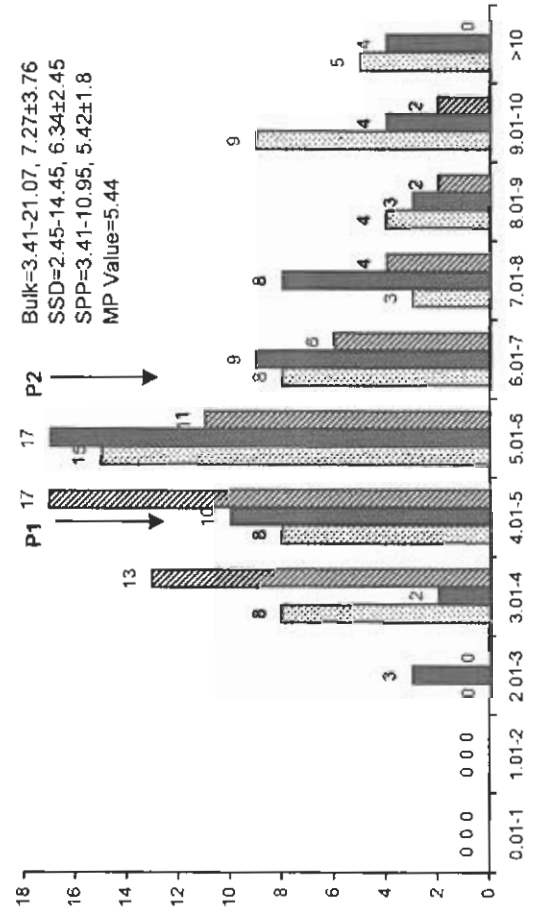 Bulk=3.41-21.07, 7.27±3.76
SSD=2.45-14.45, 6.34±2.45
SPP=3.41-10.95, 5.42±1.8
MP Value=5.44
P1
P2
18
16
14
12
10
8
6
4
2
0
0 0 0
0 0 0
0 3 0
8 2 13
8 10 17
15 17 11
8 9 6
3 8 4
4 3 2
9 4 2
5 4 0
0.01-1
1.01-2
2.01-3
3.01-4
4.01-5
5.01-6
6.01-7
7.01-8
8.01-9
9.01-10
>10